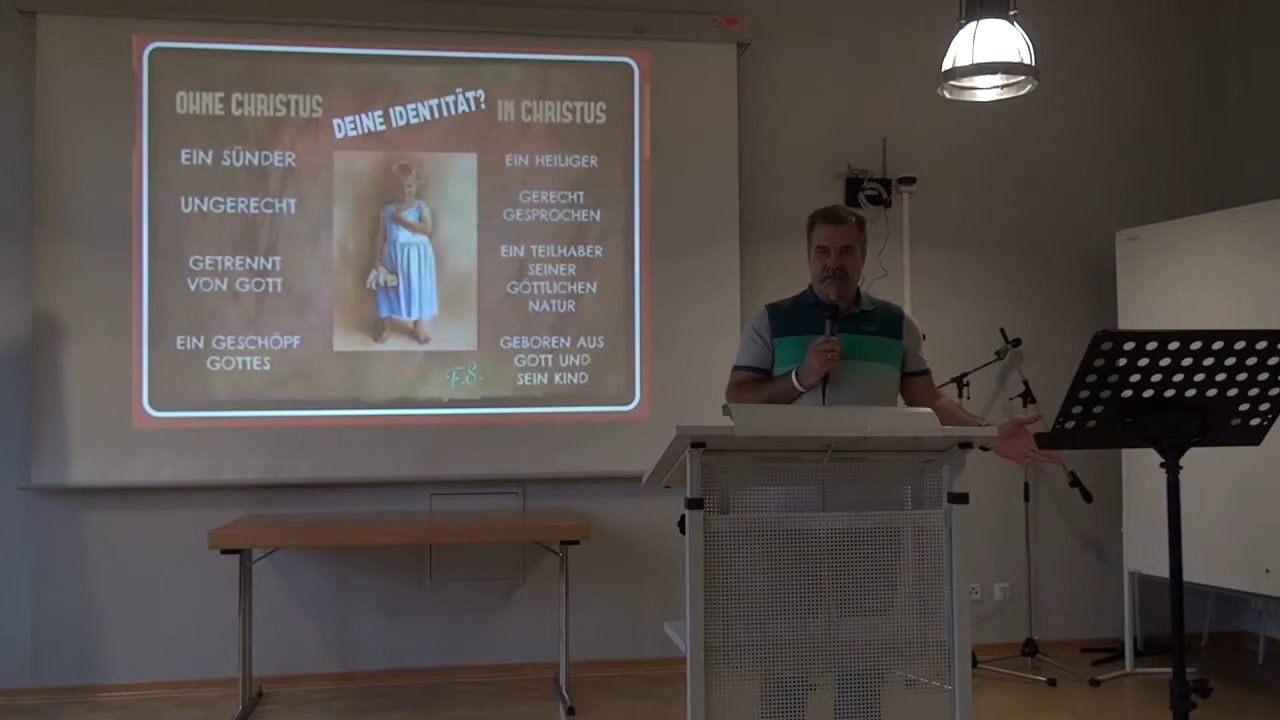 OHNE CHRISTUS
DEINE IDENTITÄT?
IN CHRISTUS
EIN SÜNDER
UNGERECHT
GETRENNT
VON GOTT
EIN GESCHÖPF
GOTTES
EIN HEILIGER
GERECHT
GESPROCHEN
EIN TEILHABER
SEINER
GÖTTLICHEN
NATUR
GEBOREN AUS
GOTT UND
SEIN KIND
F.S.